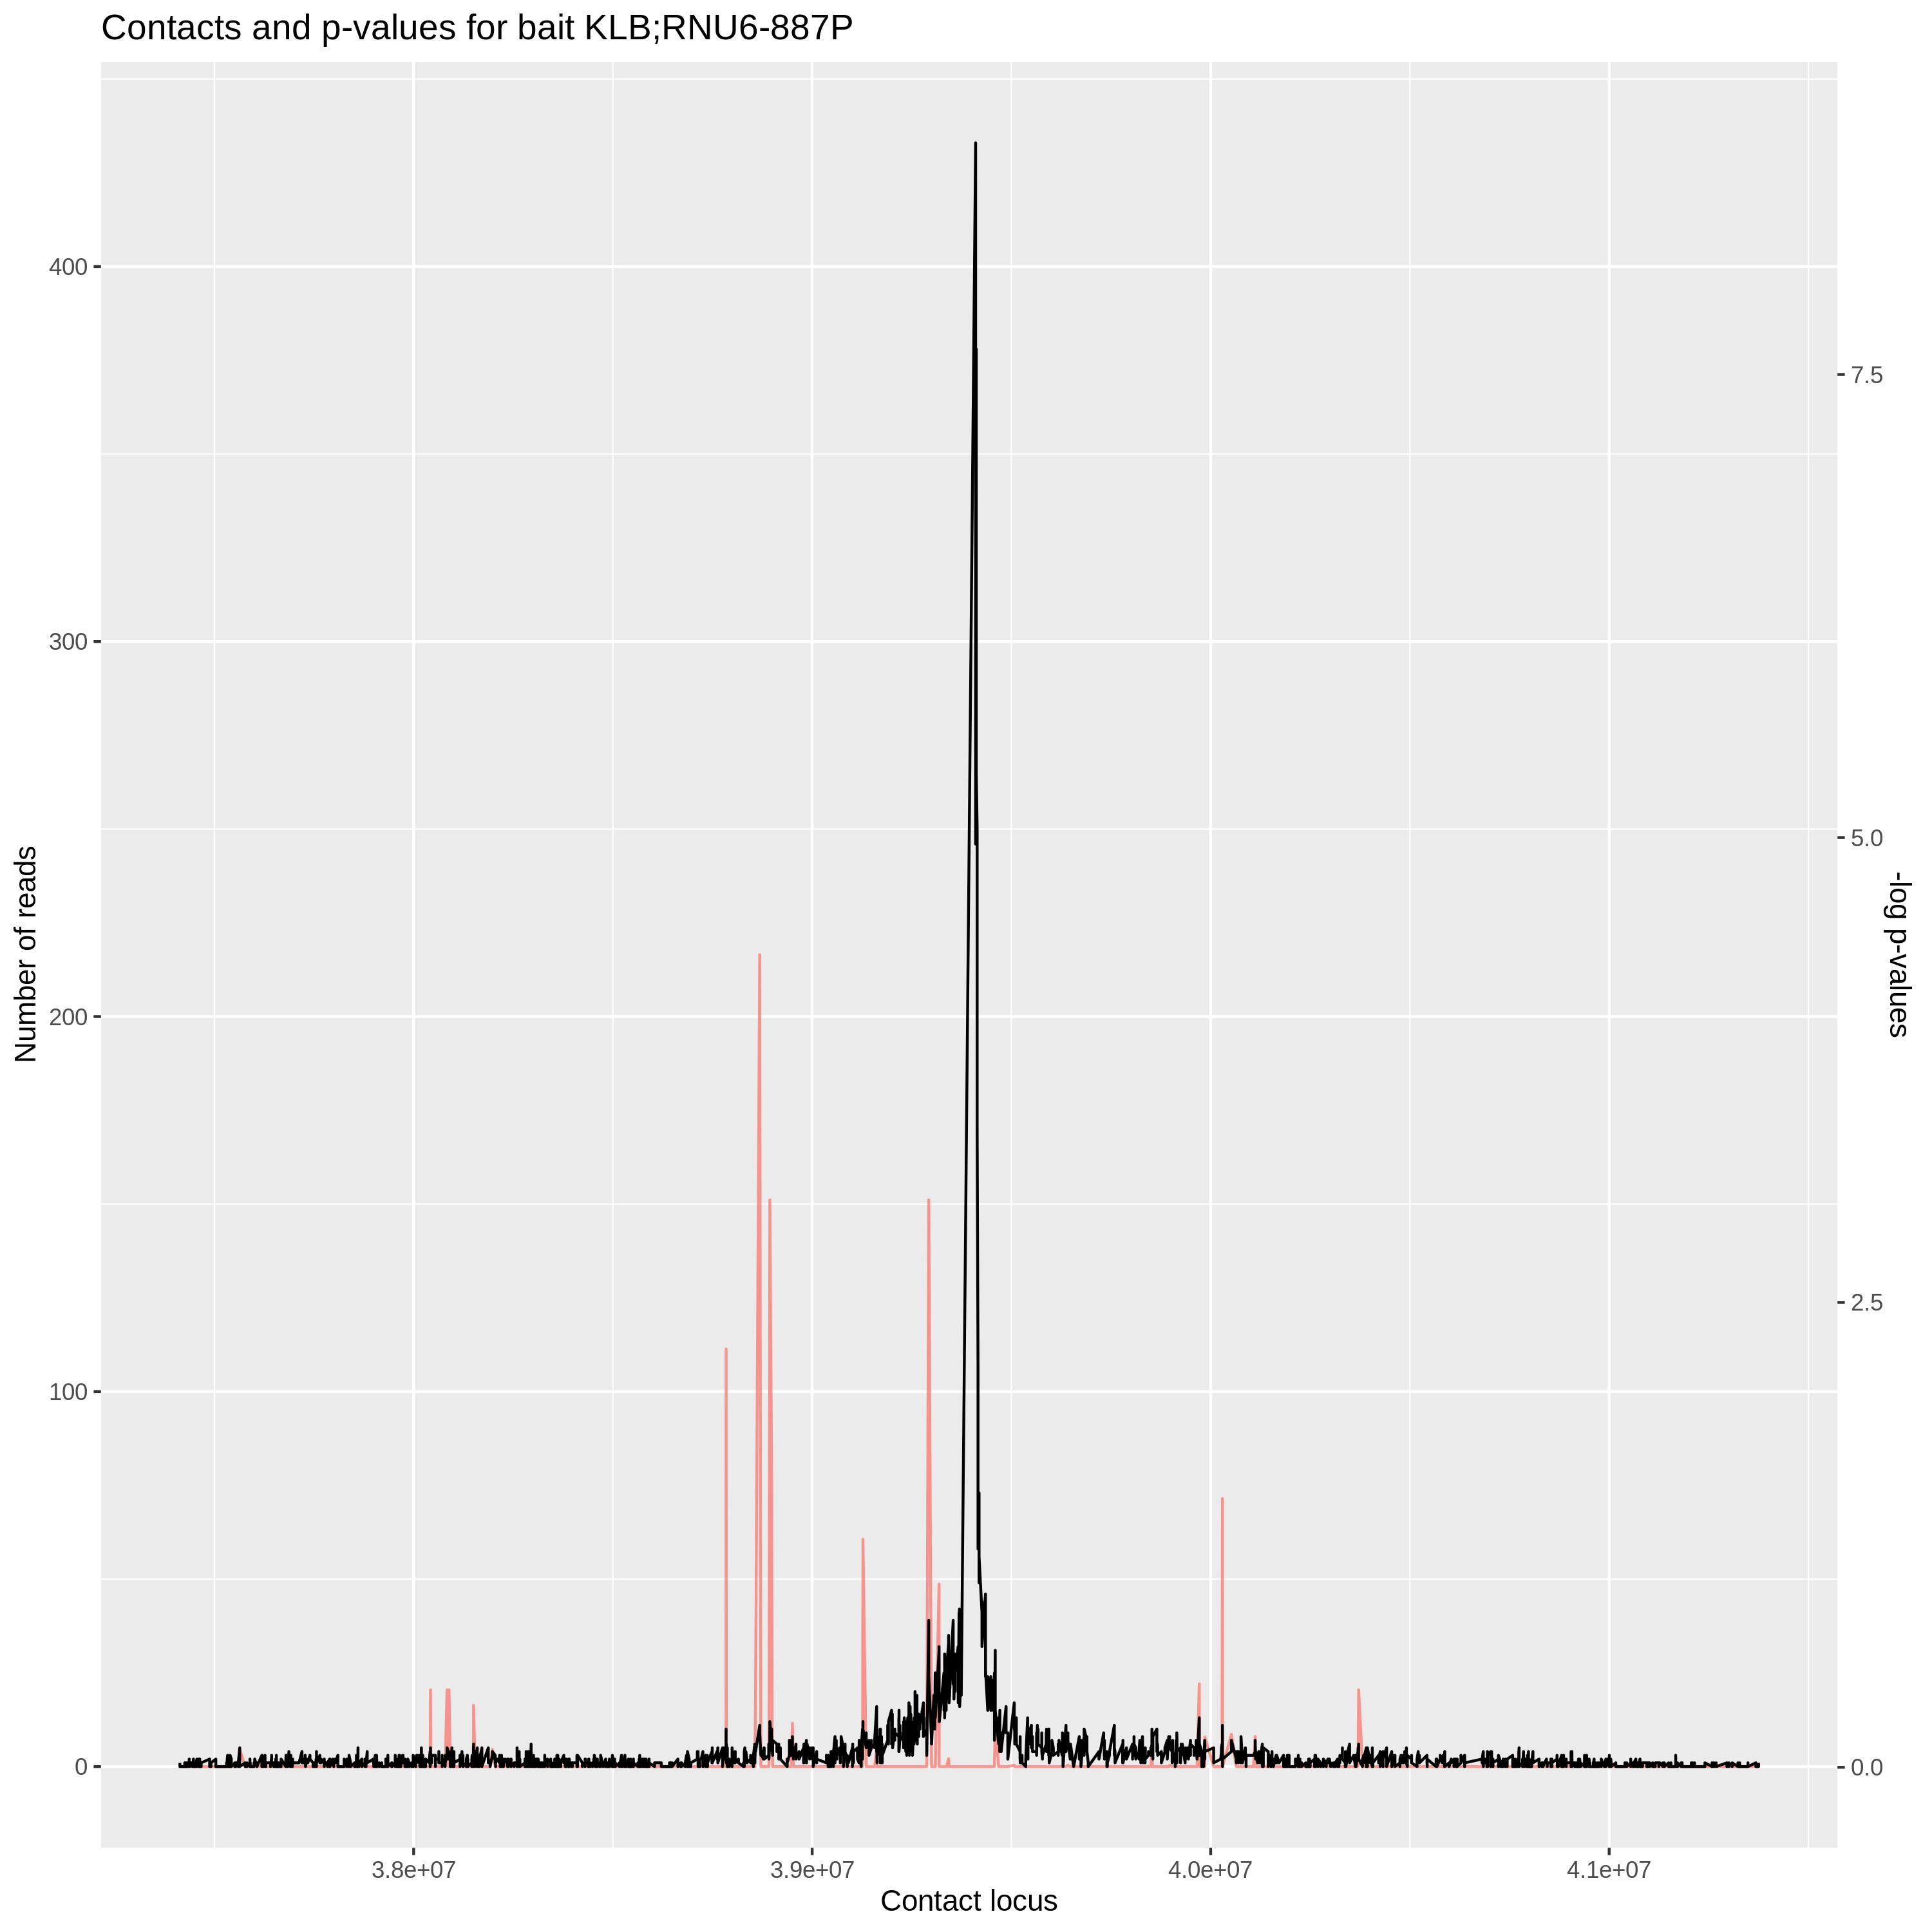 Contacts and p-values for bait KLB;RNU6-887P
400
300
200
100
0
Number of reads
7.5
5.0
2.5
0.0
-log p-values
3.8e+07
3.9e+07
4.0e+07
4.1e+07
Contact locus